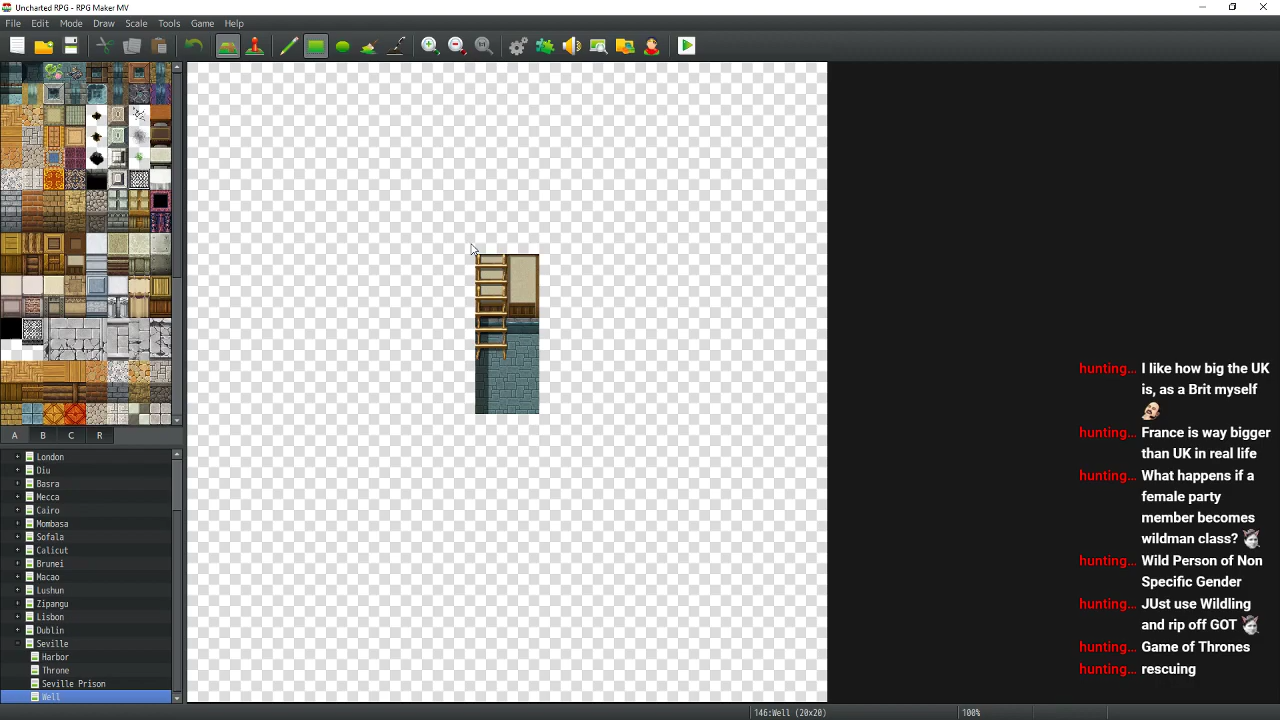 Uncharted RPG - RPG Maker MV
File Edit Mode Draw Scale Tools Game Help
A B C R
London
Diu
Basra
Mecca
Cairo
Mombasa
Sofala
Calicut
Brunei
Macao
Lushun
Zipangu
Lisbon
Dublin
Seville
Harbor
Throne
Seville Prison
Well
hunting... I like how big the UK
is, as a Brit myself
hunting... France is way bigger
than UK in real life
hunting... What happens if a
female party
member becomes
wildman class?
hunting... Wild Person of Non
Specific Gender
hunting... JUst use Wildling
and rip off GOT
hunting... Game of Thrones
hunting... rescuing
146:Well (20x20) 100%